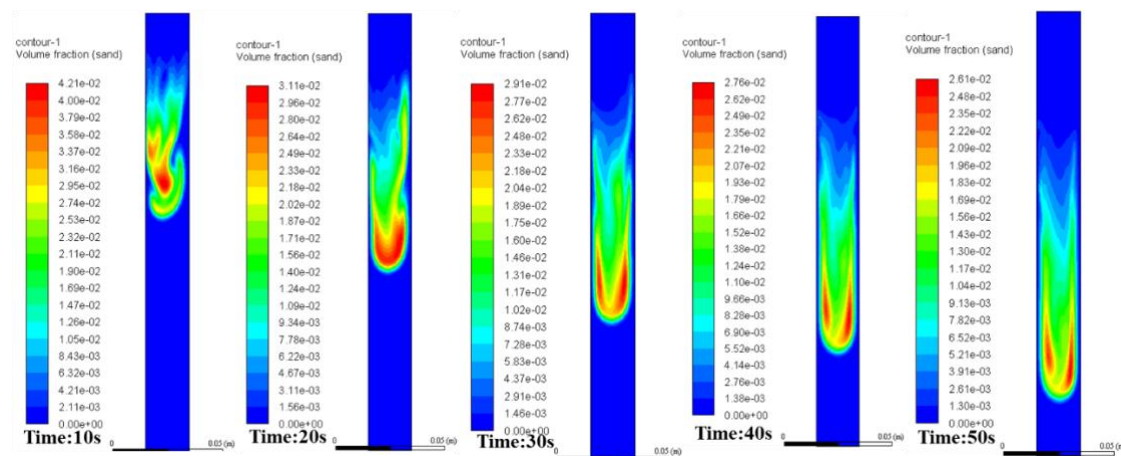 contour-1
Volume fraction (sand)
4.21e-02
4.00e-02
3.79e-02
3.58e-02
3.37e-02
3.16e-02
2.95e-02
2.74e-02
2.53e-02
2.32e-02
2.11e-02
1.90e-02
1.69e-02
1.47e-02
1.26e-02
1.05e-02
8.43e-03
6.32e-03
4.21e-03
2.11e-03
0.00e+00
Time:10s
0
0.05 (m)
contour-1
Volume fraction (sand)
3.11e-02
2.96e-02
2.80e-02
2.64e-02
2.49e-02
2.33e-02
2.18e-02
2.02e-02
1.87e-02
1.71e-02
1.56e-02
1.40e-02
1.24e-02
1.09e-02
9.34e-03
7.78e-03
6.22e-03
4.67e-03
3.11e-03
1.56e-03
0.00e+00
Time:20s
0
0.05 (m)
contour-1
Volume fraction (sand)
2.91e-02
2.77e-02
2.62e-02
2.48e-02
2.33e-02
2.18e-02
2.04e-02
1.89e-02
1.75e-02
1.60e-02
1.46e-02
1.31e-02
1.17e-02
1.02e-02
8.74e-03
7.28e-03
5.83e-03
4.37e-03
2.91e-03
1.46e-03
0.00e+00
Time:30s
0
0.05 (m)
contour-1
Volume fraction (sand)
2.76e-02
2.62e-02
2.49e-02
2.35e-02
2.21e-02
2.07e-02
1.93e-02
1.79e-02
1.66e-02
1.52e-02
1.38e-02
1.24e-02
1.10e-02
9.66e-03
8.28e-03
6.90e-03
5.52e-03
4.14e-03
2.76e-03
1.38e-03
0.00e+00
Time:40s
0
0.05 (m)
contour-1
Volume fraction (sand)
2.61e-02
2.48e-02
2.35e-02
2.22e-02
2.09e-02
1.96e-02
1.83e-02
1.69e-02
1.56e-02
1.43e-02
1.30e-02
1.17e-02
1.04e-02
9.13e-03
7.82e-03
6.52e-03
5.21e-03
3.91e-03
2.61e-03
1.30e-03
0.00e+00
Time:50s
0
0.05 (m)